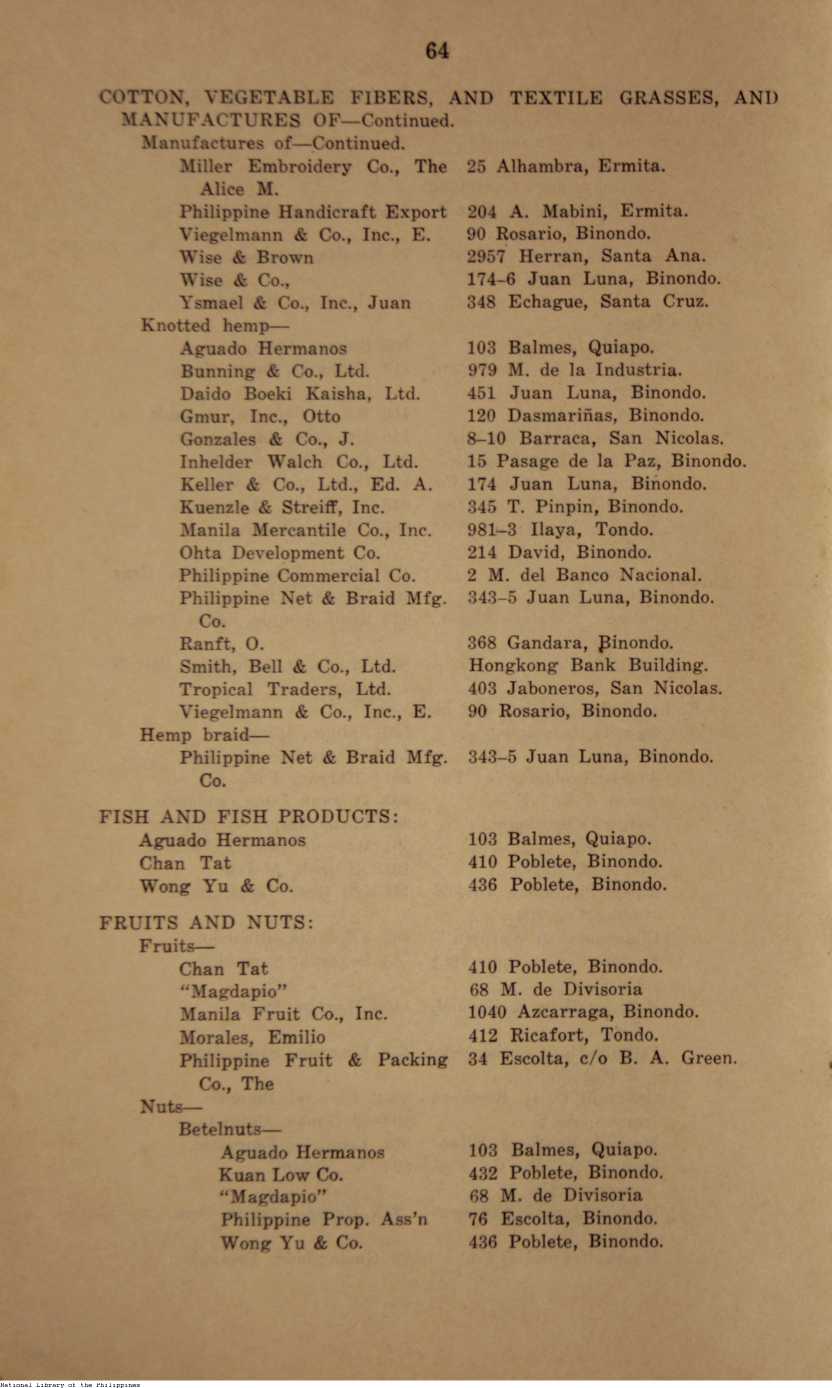 64
COTTON, VEGETABLE FIBERS, AND TEXTILE GRASSES, AND
MANUFACTURES OF—Continued.
Manufactures of—Continued.
Miller Embroidery Co., The 25 Alhambra, Ermita.
Alice M.
Philippine Handicraft Export 204 A. Mabini, Ermita.
Viegelmann & Co., Inc., E. 90 Rosario, Binondo.
Wise & Brown 2957 Herran, Santa Ana.
Wise & Co., 174-6 Juan Luna, Binondo.
Ysmael & Co., Inc., Juan 348 Echague, Santa Cruz.
Knotted hemp—
Aguado Hermanos 103 Balmes, Quiapo.
Bunning & Co., Ltd. 979 M. de la Industria.
Daido Boeki Kaisha, Ltd. 451 Juan Luna, Binondo.
Gmur, Inc., Otto 120 Dasmariñas, Binondo.
Gonzales & Co., J. 8–10 Barraca, San Nicolas.
Inhelder Walch Co., Ltd. 15 Pasage de la Paz, Binondo.
Keller & Co., Ltd., Ed. A. 174 Juan Luna, Binondo.
Kuenzle & Streiff, Inc. 345 T. Pinpin, Binondo.
Manila Mercantile Co., Inc. 981–3 Ilaya, Tondo.
Ohta Development Co. 214 David, Binondo.
Philippine Commercial Co. 2 M. del Banco Nacional.
Philippine Net & Braid Mfg. 343–5 Juan Luna, Binondo.
Co.
Ranft, O. 368 Gandara, Binondo.
Smith, Bell & Co., Ltd. Hongkong Bank Building.
Tropical Traders, Ltd. 403 Jaboneros, San Nicolas.
Viegelmann & Co., Inc., E. 90 Rosario, Binondo.
Hemp braid—
Philippine Net & Braid Mfg. 343–5 Juan Luna, Binondo.
Co.
FISH AND FISH PRODUCTS:
Aguado Hermanos 103 Balmes, Quiapo.
Chan Tat 410 Poblete, Binondo.
Wong Yu & Co. 436 Poblete, Binondo.
FRUITS AND NUTS:
Fruits—
Chan Tat 410 Poblete, Binondo.
“Magdapio” 68 M. de Divisoria
Manila Fruit Co., Inc. 1040 Azcarraga, Binondo.
Morales, Emilio 412 Ricafort, Tondo.
Philippine Fruit & Packing 34 Escolta, c/o B. A. Green.
Co., The
Nuts—
Betelnuts—
Aguado Hermanos 103 Balmes, Quiapo.
Kuan Low Co. 432 Poblete, Binondo.
“Magdapio” 68 M. de Divisoria
Philippine Prop. Ass’n 76 Escolta, Binondo.
Wong Yu & Co. 436 Poblete, Binondo.
National Library of the Philippines